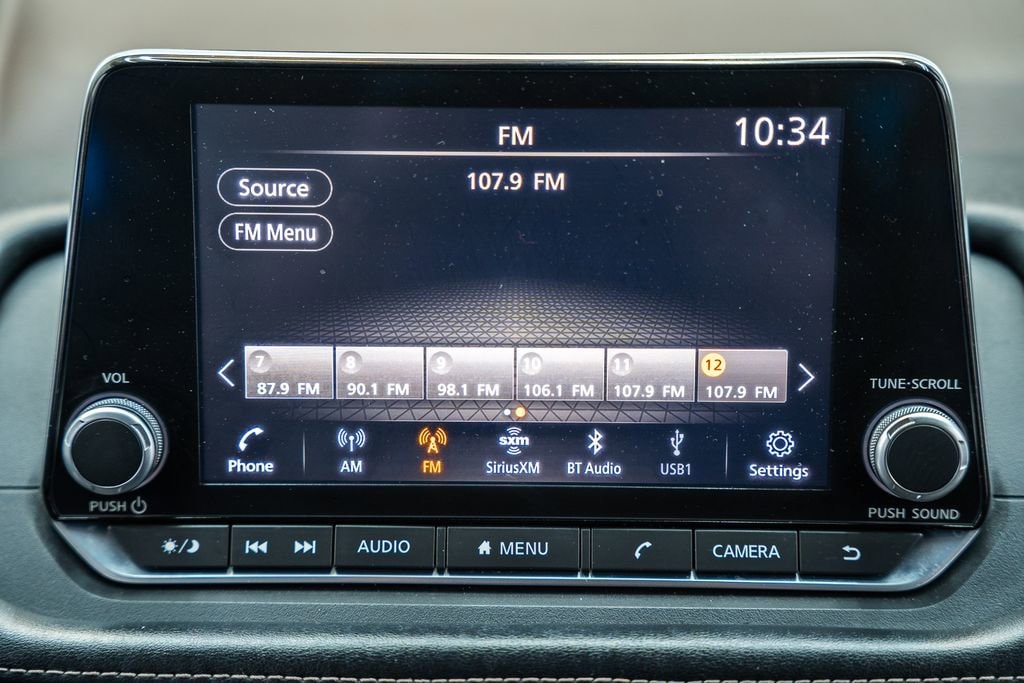 FM
10:34
107.9 FM
Source
FM Menu
7
8
9
10
11
12
87.9 FM
90.1 FM
98.1 FM
106.1 FM
107.9 FM
107.9 FM
VOL
TUNE·SCROLL
Phone
AM
FM
sxm
SiriusXM
BT Audio
USB1
Settings
PUSH
PUSH SOUND
AUDIO
MENU
CAMERA